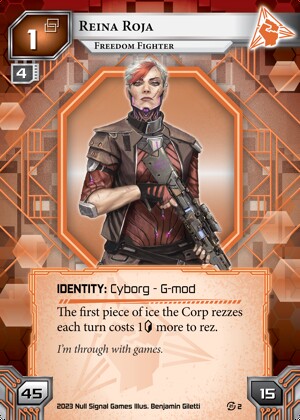 1
REINA ROJA
FREEDOM FIGHTER
4
IDENTITY: Cyborg - G-mod
The first piece of ice the Corp rezzes
each turn costs 1 more to rez.
I'm through with games.
45
2023 Null Signal Games Illus. Benjamin Giletti
2
15